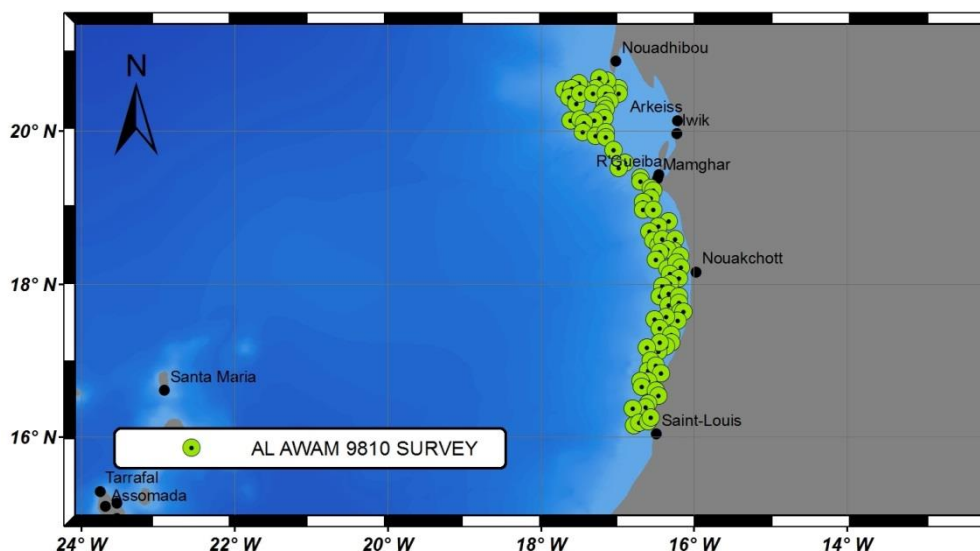 Nouadhibou
N
Arkeiss
20° N
Iwik
R'Gueiba
Mamghar
Nouakchott
18° N
Santa Maria
AL AWAM 9810 SURVEY
Saint-Louis
16° N
Tarrafal
Assomada
24° W
22° W
20° W
18° W
16° W
14° W